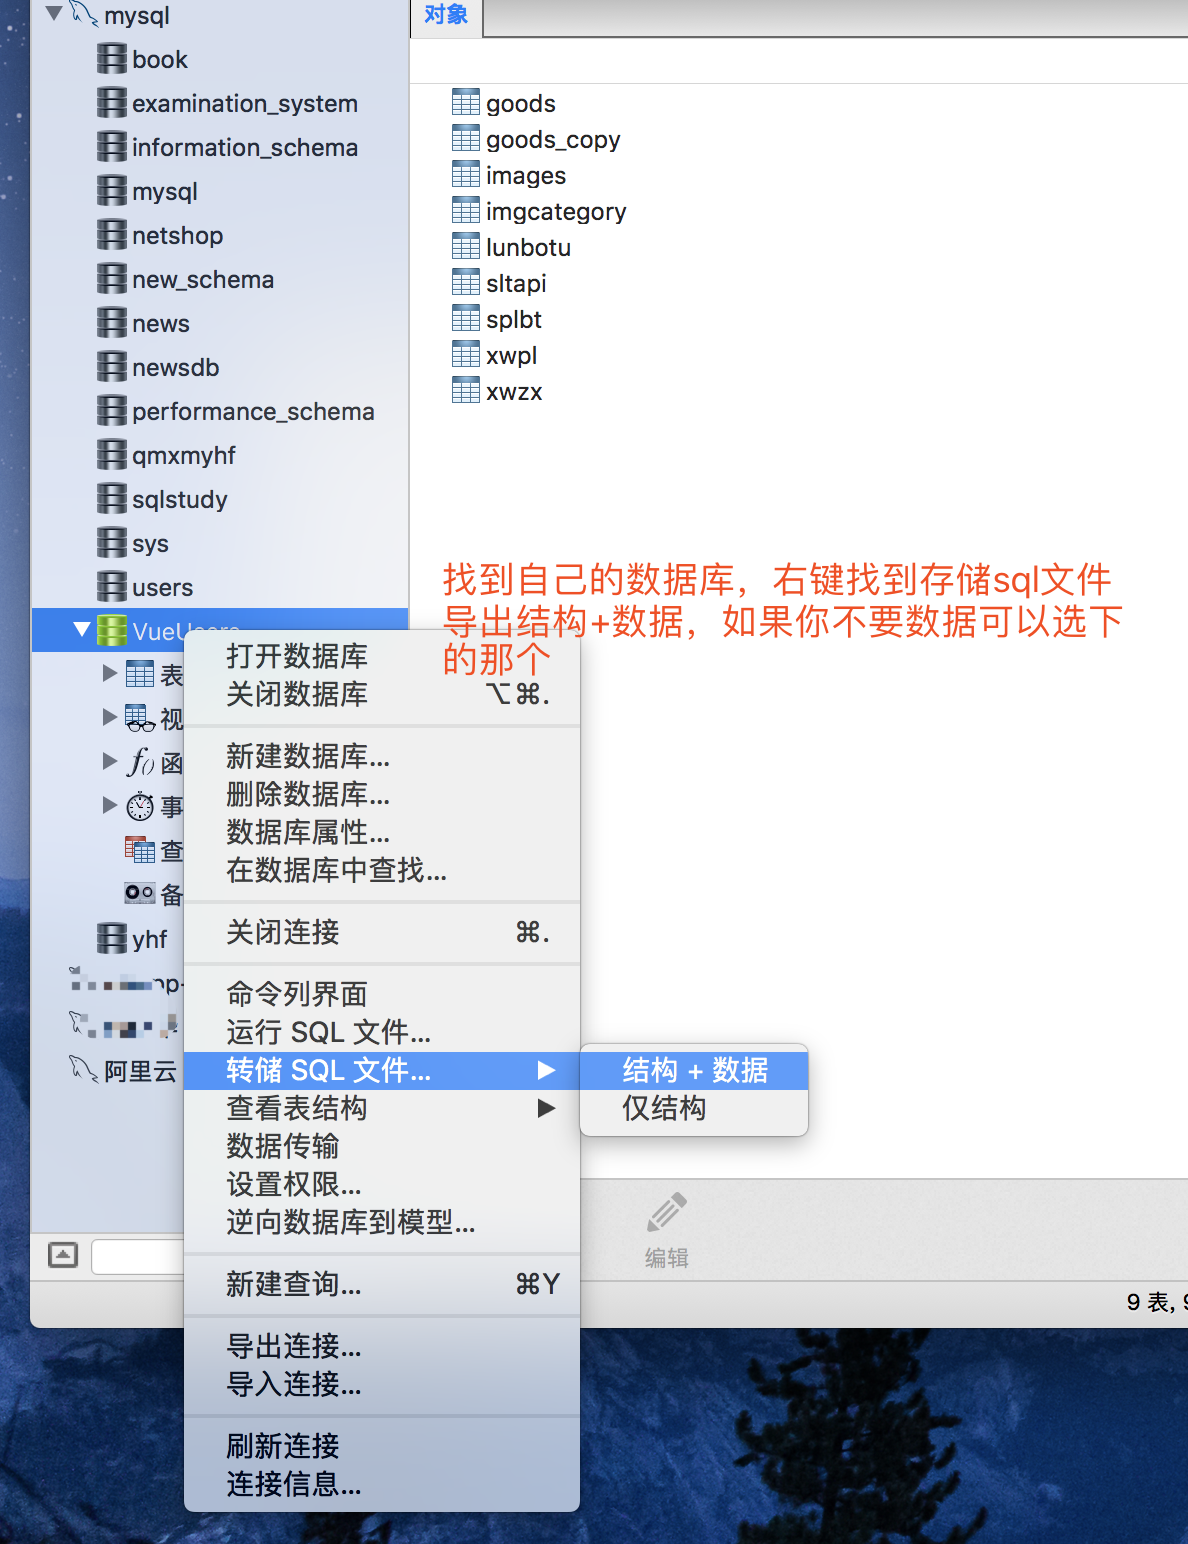 mysql
book
examination_system
information_schema
mysql
netshop
new_schema
news
newsdb
performance_schema
qmxmyhf
sqlstudy
sys
users
VueUsers
表
视
函
事
查
备
yhf
阿里云
对象
goods
goods_copy
images
imgcategory
lunbotu
sltapi
splbt
xwpl
xwzx
找到自己的数据库，右键找到存储sql文件
导出结构+数据，如果你不要数据可以选下
的那个
打开数据库
关闭数据库 ⌥⌘.
新建数据库...
删除数据库...
数据库属性...
在数据库中查找...
关闭连接 ⌘.
命令列界面
运行 SQL 文件...
转储 SQL 文件...
查看表结构
数据传输
设置权限...
逆向数据库到模型...
新建查询... ⌘Y
导出连接...
导入连接...
刷新连接
连接信息...
结构 + 数据
仅结构
编辑
9 表,